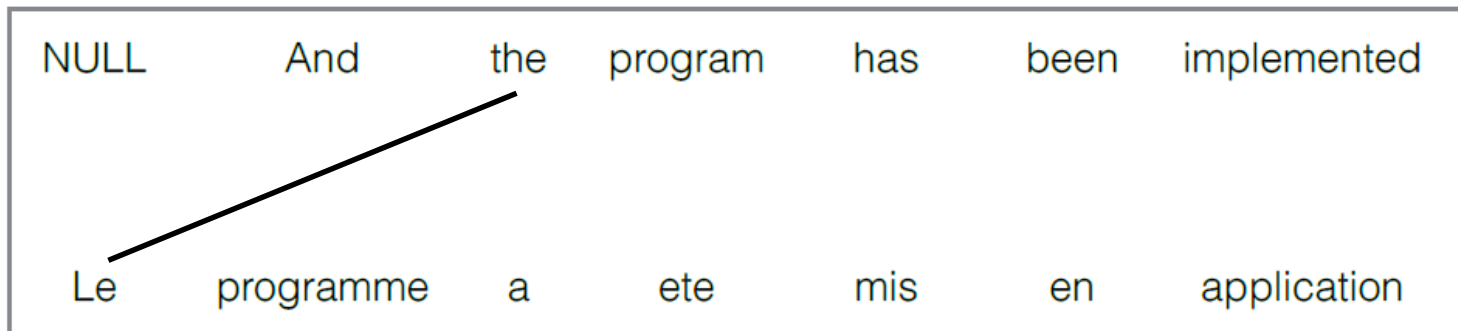 NULL And the program has been implemented
Le programme a ete mis en application